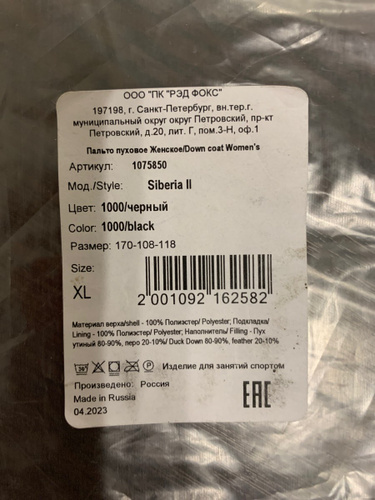 ООО "ПК "РЭД ФОКС"
197198, г. Санкт-Петербург, вн.тер.г.
муниципальный округ округ Петровский, пр-кт
Петровский, д.20, лит. Г, пом.3-Н, оф.1
Пальто пуховое Женское/Down coat Women's
Артикул: 1075850
Мод./Style: Siberia II
Цвет: 1000/черный
Color: 1000/black
Размер: 170-108-118
Size:
XL
2 001092 162582
Материал верха/shell - 100% Полиэстер/ Polyester; Подкладка/
Lining - 100% Полиэстер/ Polyester; Наполнитель/ Filling - Пух
утиный 80-90%, перо 20-10%/ Duck Down 80-90%, feather 20-10%
Изделие для занятий спортом
Произведено: Россия
Made in Russia
04.2023
EAC